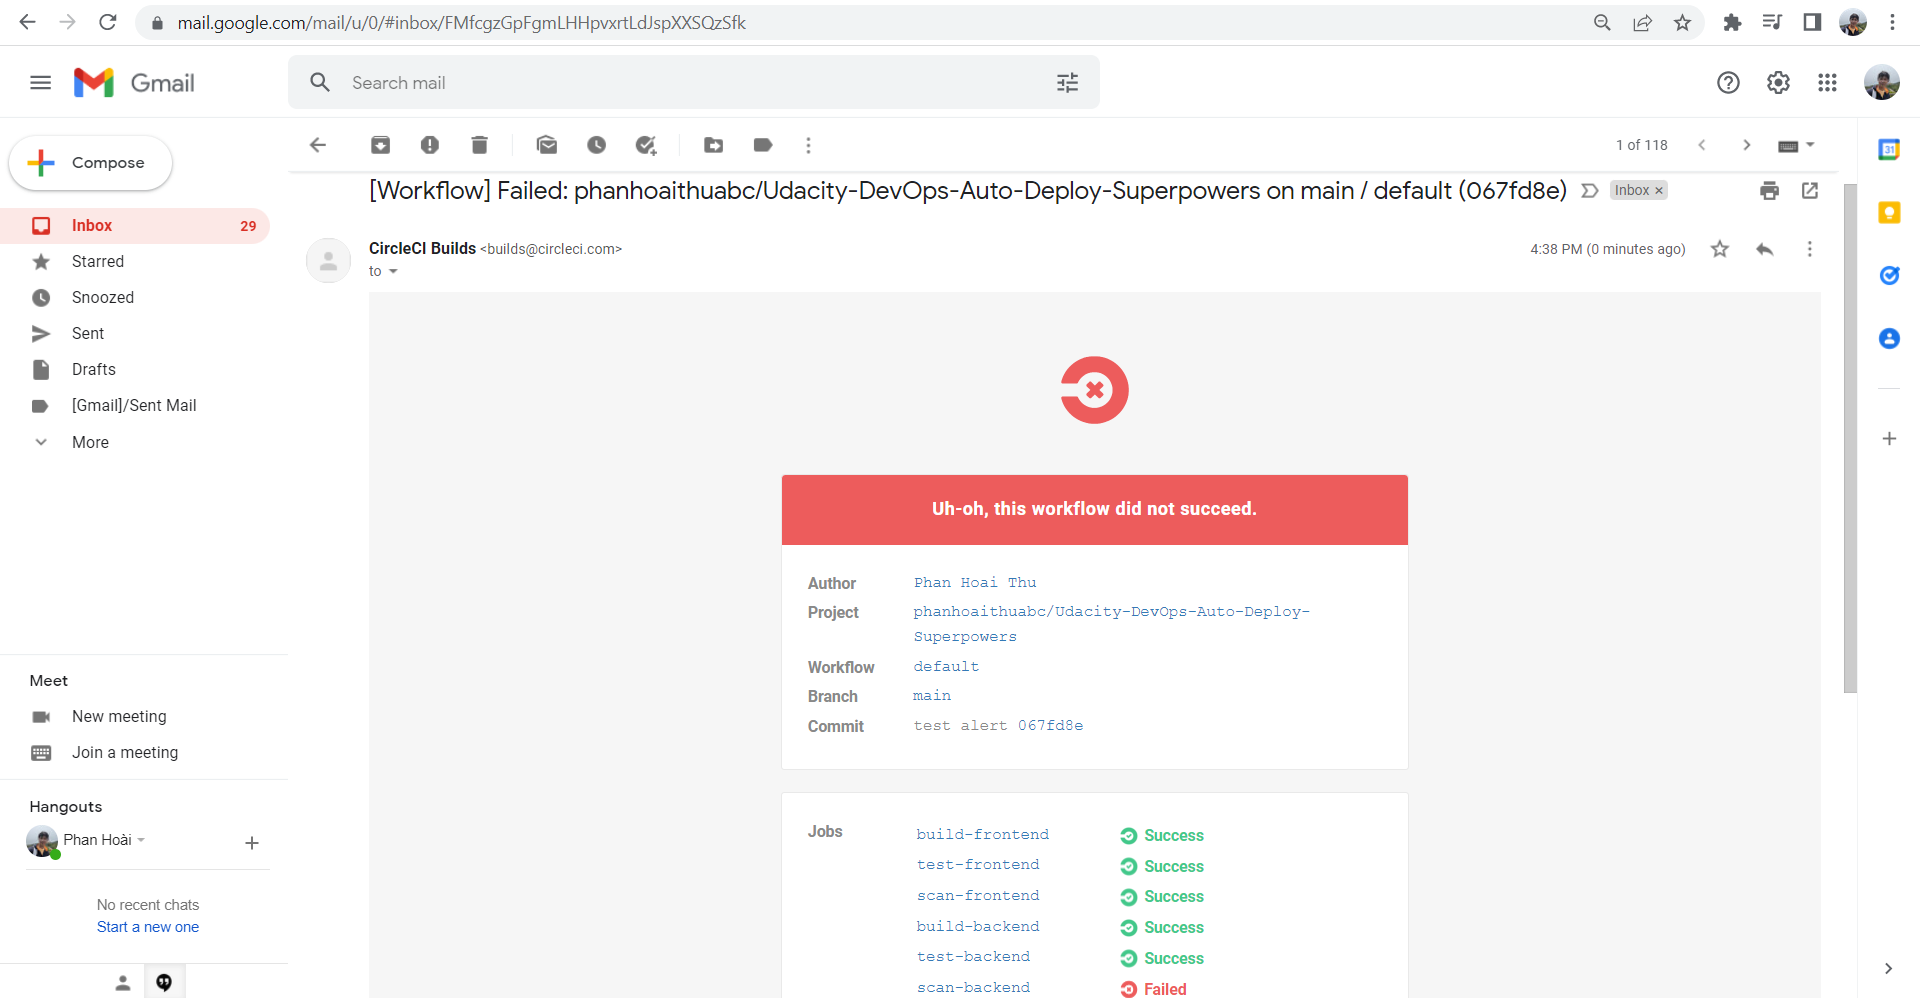 mail.google.com/mail/u/0/#inbox/FMfcgzGpFgmLHHpvxrtLdJspXXSQzSfk
Gmail
Search mail
Compose
1 of 118
[Workflow] Failed: phanhoaithuabc/Udacity-DevOps-Auto-Deploy-Superpowers on main / default (067fd8e) Inbox ×
Inbox 29
Starred
Snoozed
Sent
Drafts
[Gmail]/Sent Mail
More
CircleCI Builds <builds@circleci.com>
4:38 PM (0 minutes ago)
to
Uh-oh, this workflow did not succeed.
Author Phan Hoai Thu
Project phanhoaithuabc/Udacity-DevOps-Auto-Deploy-
Superpowers
Workflow default
Branch main
Commit test alert 067fd8e
Jobs build-frontend Success
test-frontend Success
scan-frontend Success
build-backend Success
test-backend Success
scan-backend Failed
Meet
New meeting
Join a meeting
Hangouts
Phan Hoài
No recent chats
Start a new one
31